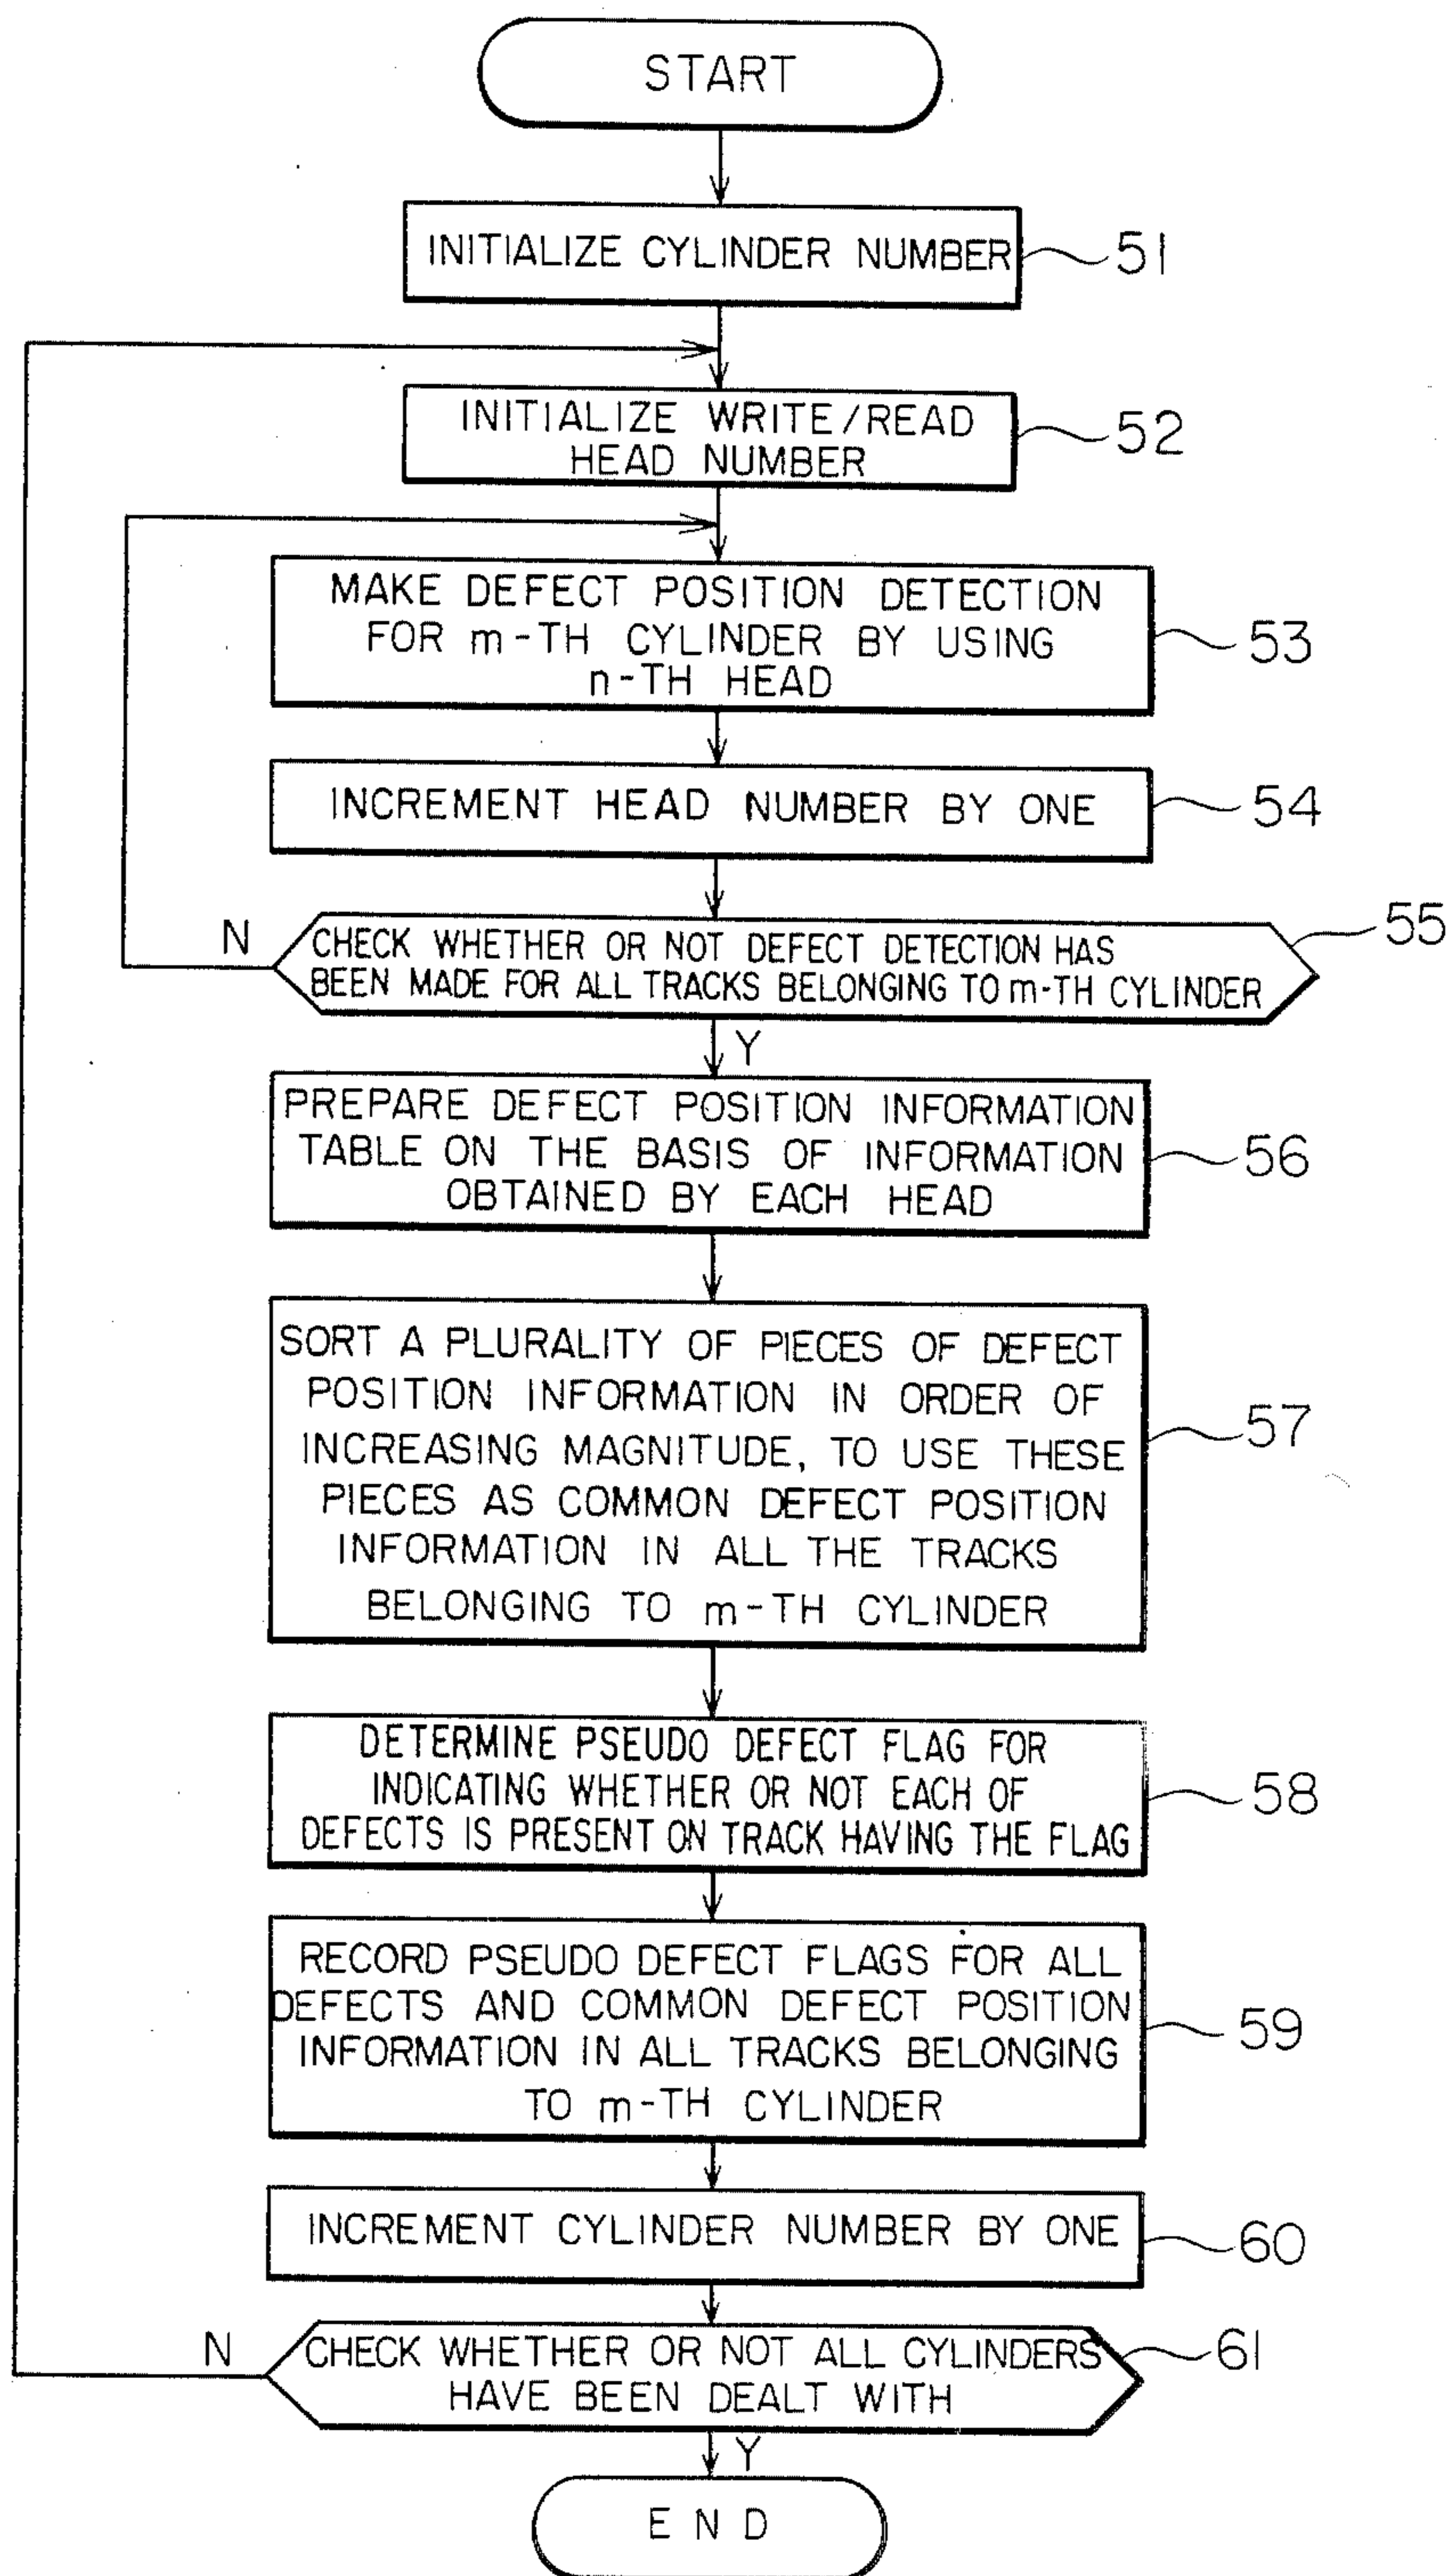 START
INITIALIZE CYLINDER NUMBER
51
INITIALIZE WRITE/READ
HEAD NUMBER
52
MAKE DEFECT POSITION DETECTION
FOR m-TH CYLINDER BY USING
n-TH HEAD
53
INCREMENT HEAD NUMBER BY ONE
54
N
CHECK WHETHER OR NOT DEFECT DETECTION HAS
BEEN MADE FOR ALL TRACKS BELONGING TO m-TH CYLINDER
55
Y
PREPARE DEFECT POSITION INFORMATION
TABLE ON THE BASIS OF INFORMATION
OBTAINED BY EACH HEAD
56
SORT A PLURALITY OF PIECES OF DEFECT
POSITION INFORMATION IN ORDER OF
INCREASING MAGNITUDE, TO USE THESE
PIECES AS COMMON DEFECT POSITION
INFORMATION IN ALL THE TRACKS
BELONGING TO m-TH CYLINDER
57
DETERMINE PSEUDO DEFECT FLAG FOR
INDICATING WHETHER OR NOT EACH OF
DEFECTS IS PRESENT ON TRACK HAVING THE FLAG
58
RECORD PSEUDO DEFECT FLAGS FOR ALL
DEFECTS AND COMMON DEFECT POSITION
INFORMATION IN ALL TRACKS BELONGING
TO m-TH CYLINDER
59
INCREMENT CYLINDER NUMBER BY ONE
60
N
CHECK WHETHER OR NOT ALL CYLINDERS
HAVE BEEN DEALT WITH
61
Y
END